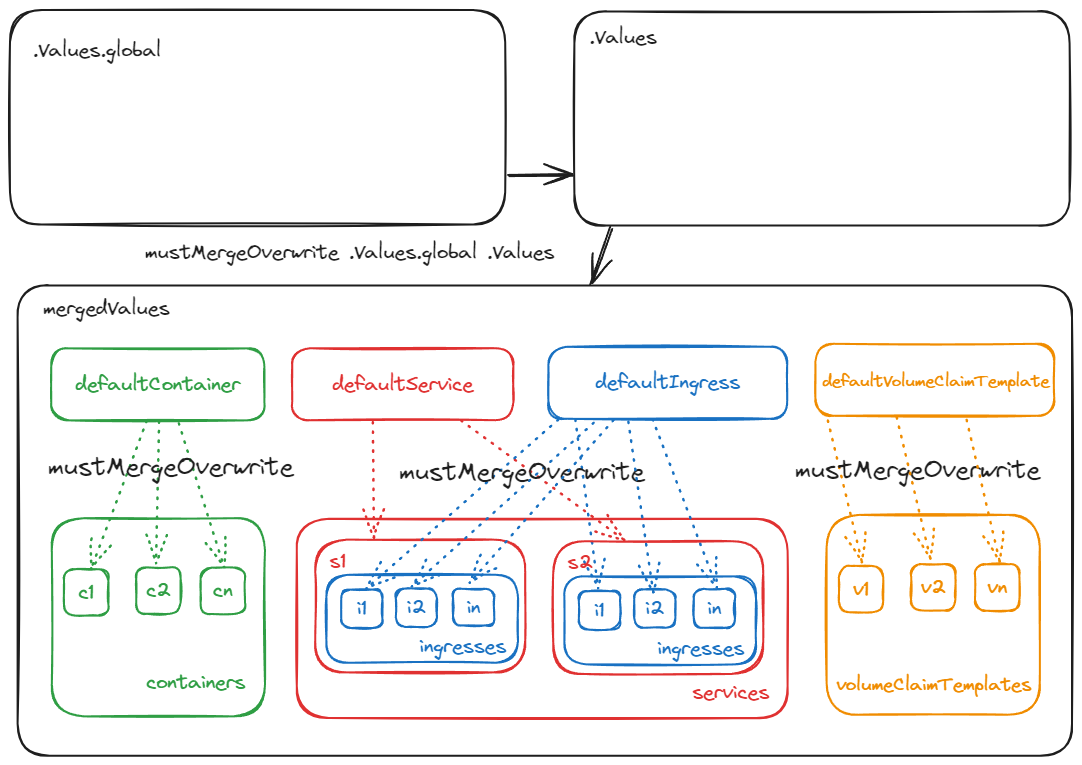 .Values.global
.Values
mustMergeOverwrite .Values.global .Values
mergedValues
defaultContainer
defaultService
defaultIngress
defaultVolumeClaimTemplate
mustMergeOverwrite
mustMergeOverwrite
mustMergeOverwrite
c1
c2
cn
containers
s1
i1
i2
in
ingresses
s2
i1
i2
in
ingresses
services
v1
v2
vn
volumeClaimTemplates